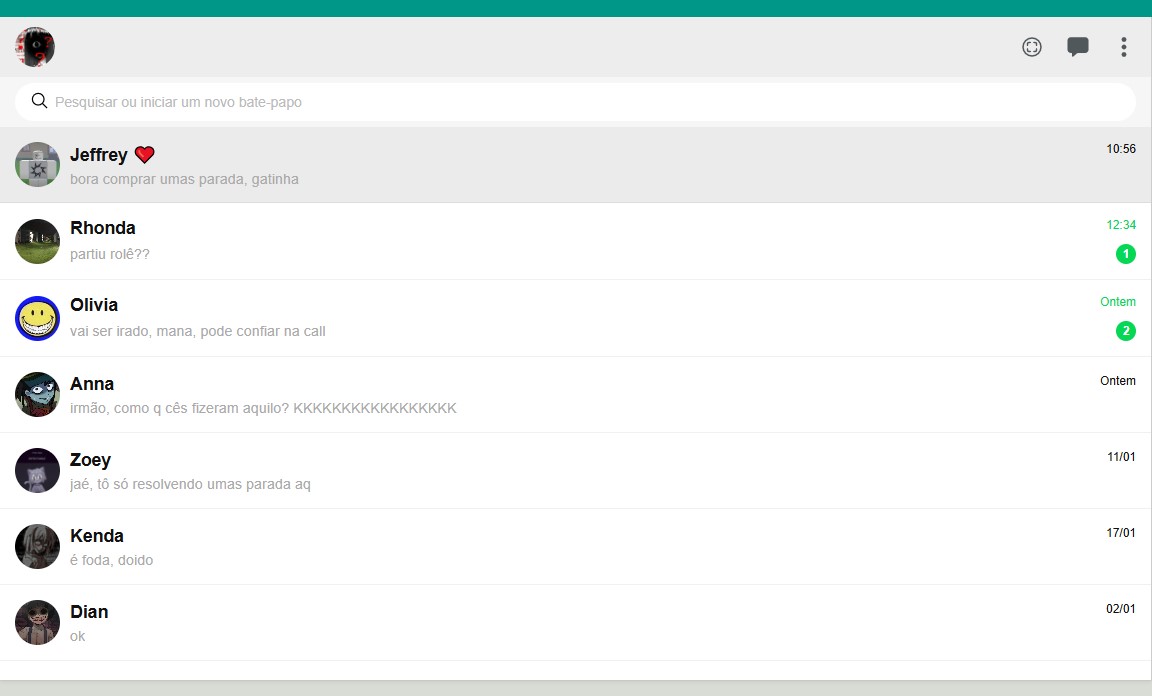 Pesquisar ou iniciar um novo bate-papo
Jeffrey ❤️
10:56
bora comprar umas parada, gatinha
Rhonda
12:34
partiu rolê??
1
Olivia
Ontem
vai ser irado, mana, pode confiar na call
2
Anna
Ontem
irmão, como q cês fizeram aquilo? KKKKKKKKKKKKKKKKK
Zoey
11/01
jaé, tô só resolvendo umas parada aq
Kenda
17/01
é foda, doido
Dian
02/01
ok